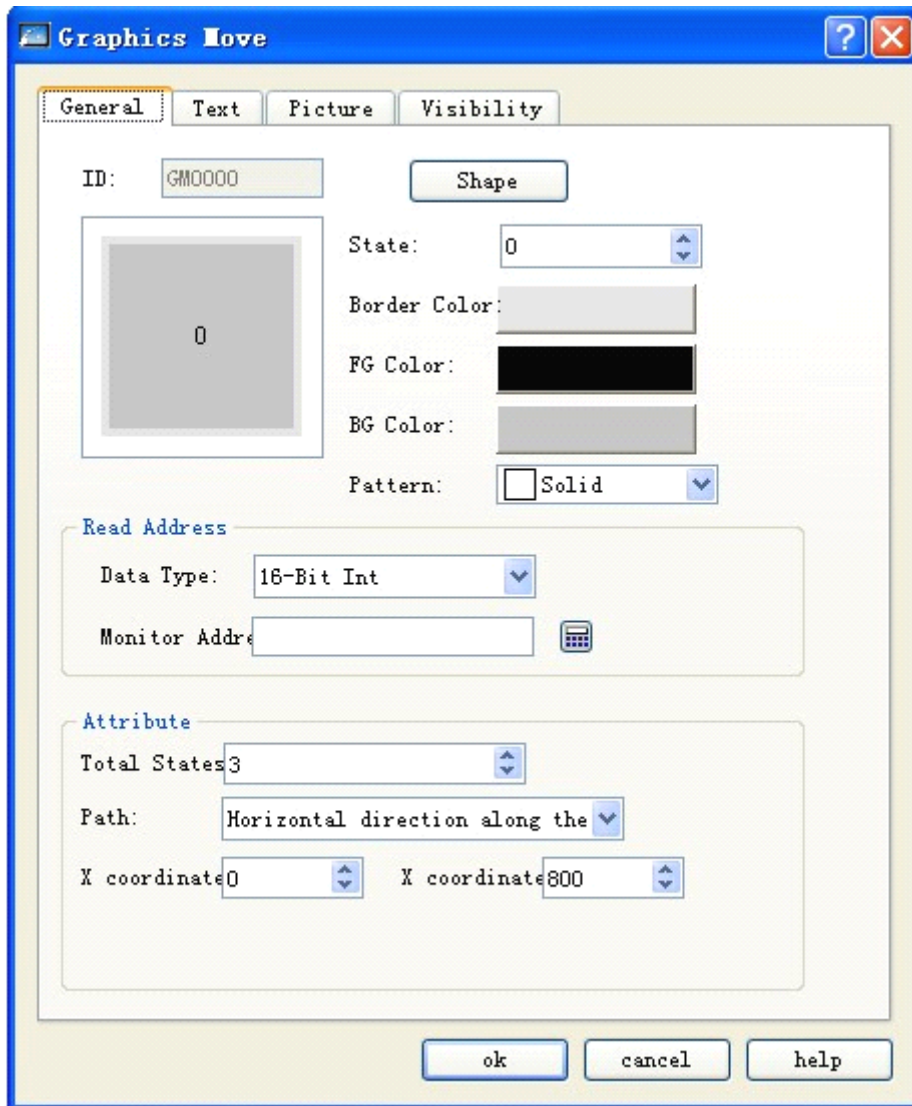 Graphics Move
General Text Picture Visibility
ID: GM0000 Shape
0
State: 0
Border Color:
FG Color:
BG Color:
Pattern: Solid
Read Address
Data Type: 16-Bit Int
Monitor Addre
Attribute
Total States 3
Path: Horizontal direction along the
X coordinate 0 X coordinate 800
ok cancel help